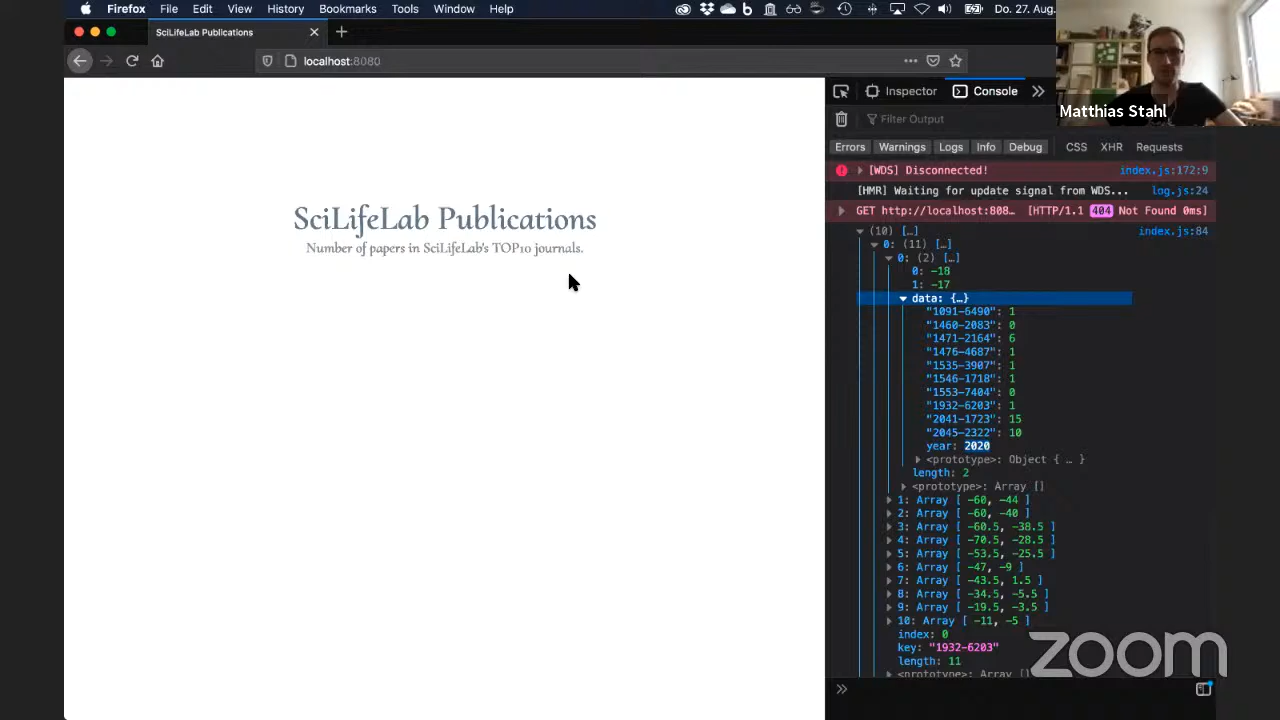 Firefox File Edit View History Bookmarks Tools Window Help Do. 27. Aug.
SciLifeLab Publications
localhost:8080
SciLifeLab Publications
Number of papers in SciLifeLab's TOP10 journals.
Matthias Stahl
Inspector Console
Filter Output
Errors Warnings Logs Info Debug CSS XHR Requests
[WDS] Disconnected! index.js:172:9
[HMR] Waiting for update signal from WDS... log.js:24
GET http://localhost:808… [HTTP/1.1 404 Not Found 0ms]
(10) […] index.js:84
0: (11) […]
0: (2) […]
0: -18
1: -17
data: {…}
"1091-6490": 1
"1460-2083": 0
"1471-2164": 6
"1476-4687": 1
"1535-3907": 1
"1546-1718": 1
"1553-7404": 0
"1932-6203": 1
"2041-1723": 15
"2045-2322": 10
year: 2020
<prototype>: Object { … }
length: 2
<prototype>: Array []
1: Array [ -60, -44 ]
2: Array [ -60, -40 ]
3: Array [ -60.5, -38.5 ]
4: Array [ -70.5, -28.5 ]
5: Array [ -53.5, -25.5 ]
6: Array [ -47, -9 ]
7: Array [ -43.5, 1.5 ]
8: Array [ -34.5, -5.5 ]
9: Array [ -19.5, -3.5 ]
10: Array [ -11, -5 ]
index: 0
key: "1932-6203"
length: 11
<prototype>: Array []
zoom